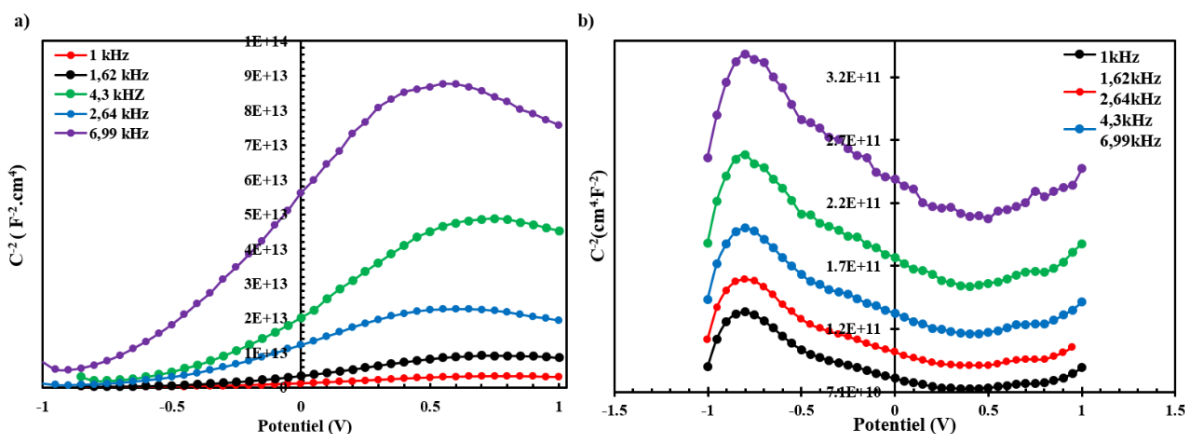 a)
1 kHz
1,62 kHz
4,3 kHZ
2,64 kHz
6,99 kHz
C-2 ( F-2.cm4)
1E+14
9E+13
8E+13
7E+13
6E+13
5E+13
4E+13
3E+13
2E+13
1E+13
0
-1
-0.5
0
0.5
1
Potentiel (V)
b)
1kHz
1,62kHz
2,64kHz
4,3kHz
6,99kHz
C-2(cm4·F-2)
3.2E+11
2.7E+11
2.2E+11
1.7E+11
1.2E+11
7.1E+10
-1.5
-1
-0.5
0
0.5
1
1.5
Potentiel (V)